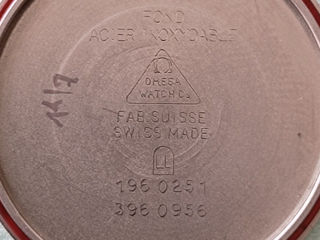 FOND
ACIER INOXYDABLE
Ω
OMEGA
WATCH Co
FAB. SUISSE
SWISS MADE
196 0251
396 0956